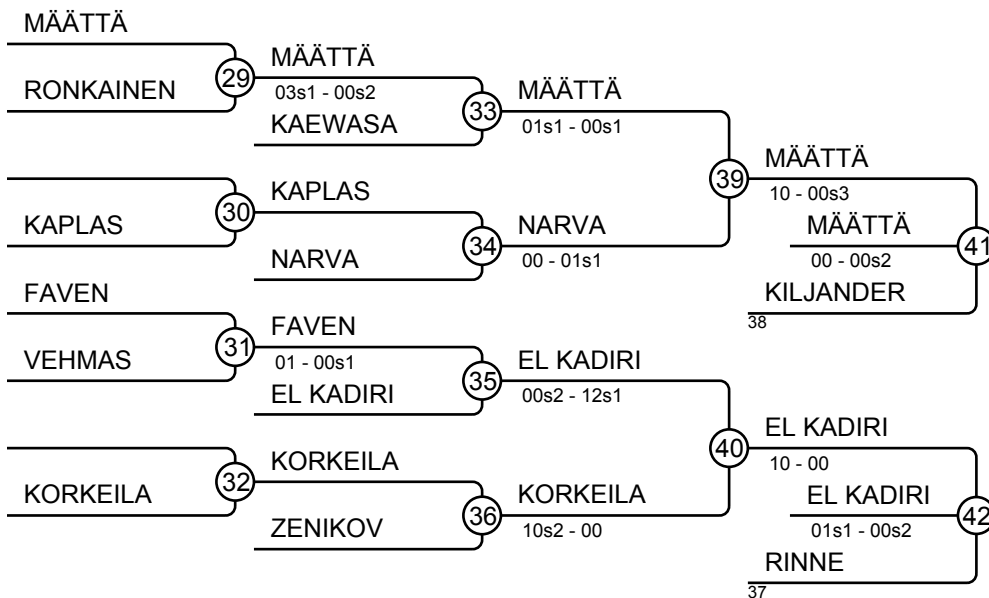 MÄÄTTÄ
29
RONKAINEN
MÄÄTTÄ
03s1 - 00s2
KAEWASA
33
MÄÄTTÄ
01s1 - 00s1
30
KAPLAS
KAPLAS
NARVA
34
NARVA
00 - 01s1
39
MÄÄTTÄ
10 - 00s3
MÄÄTTÄ
00 - 00s2
41
KILJANDER
38
FAVEN
31
VEHMAS
FAVEN
01 - 00s1
EL KADIRI
35
EL KADIRI
00s2 - 12s1
32
KORKEILA
KORKEILA
ZENIKOV
36
KORKEILA
10s2 - 00
40
EL KADIRI
10 - 00
EL KADIRI
01s1 - 00s2
42
RINNE
37